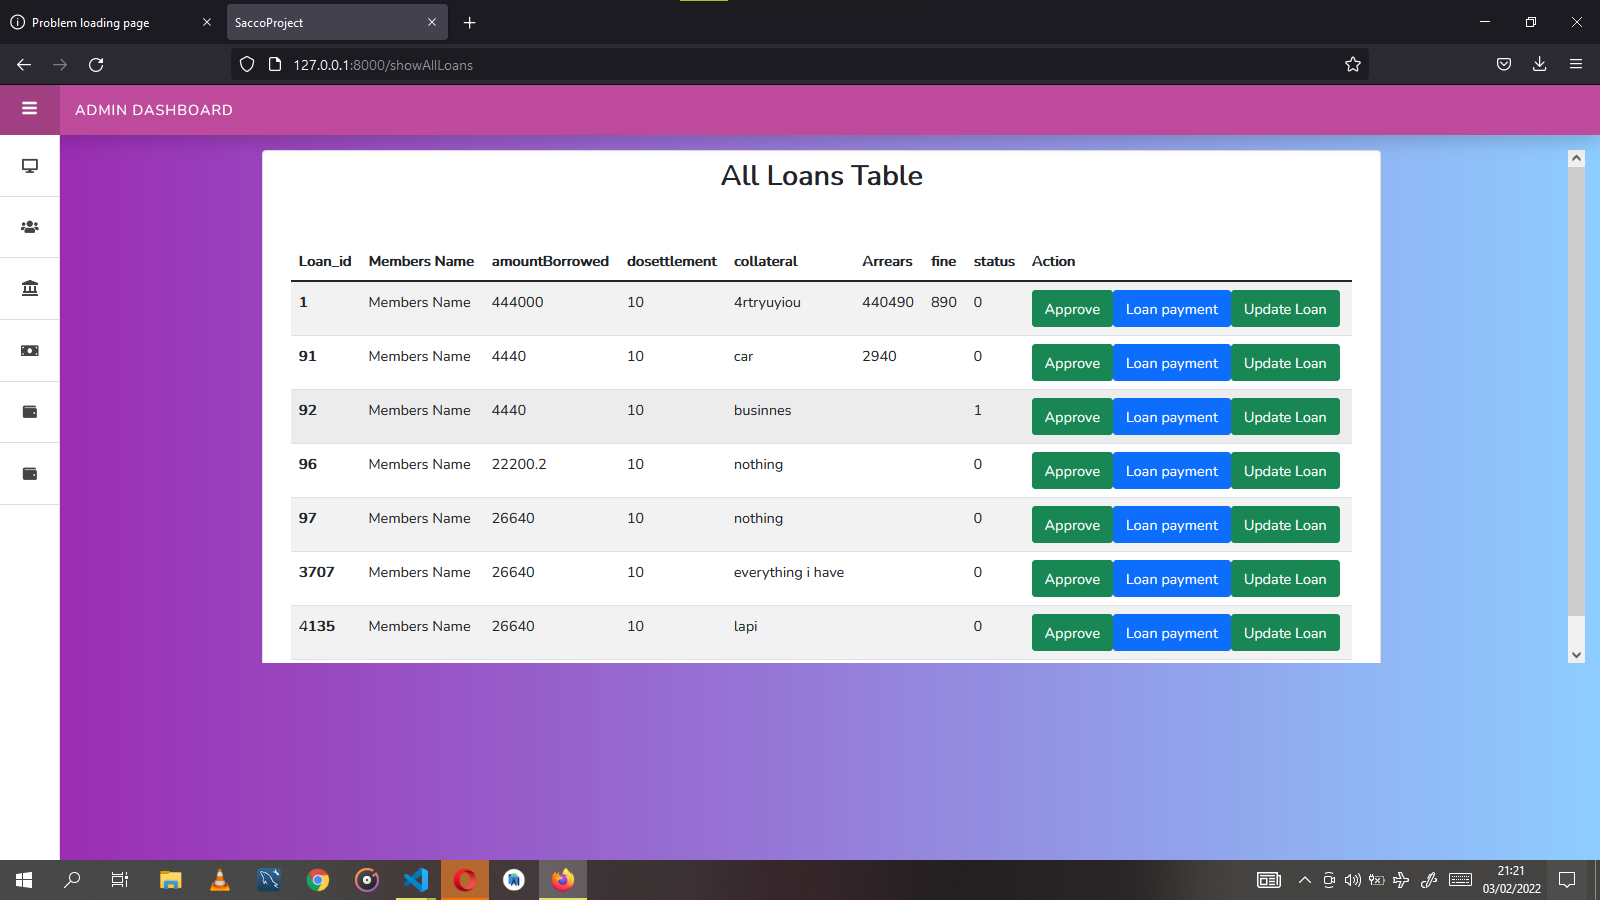 Problem loading page
SaccoProject
127.0.0.1:8000/showAllLoans
ADMIN DASHBOARD
All Loans Table
Loan_id Members Name amountBorrowed dosettlement collateral Arrears fine status Action
1 Members Name 444000 10 4rtryuyiou 440490 890 0 Approve Loan payment Update Loan
91 Members Name 4440 10 car 2940 0 Approve Loan payment Update Loan
92 Members Name 4440 10 businnes 1 Approve Loan payment Update Loan
96 Members Name 22200.2 10 nothing 0 Approve Loan payment Update Loan
97 Members Name 26640 10 nothing 0 Approve Loan payment Update Loan
3707 Members Name 26640 10 everything i have 0 Approve Loan payment Update Loan
4135 Members Name 26640 10 lapi 0 Approve Loan payment Update Loan
21:21
03/02/2022